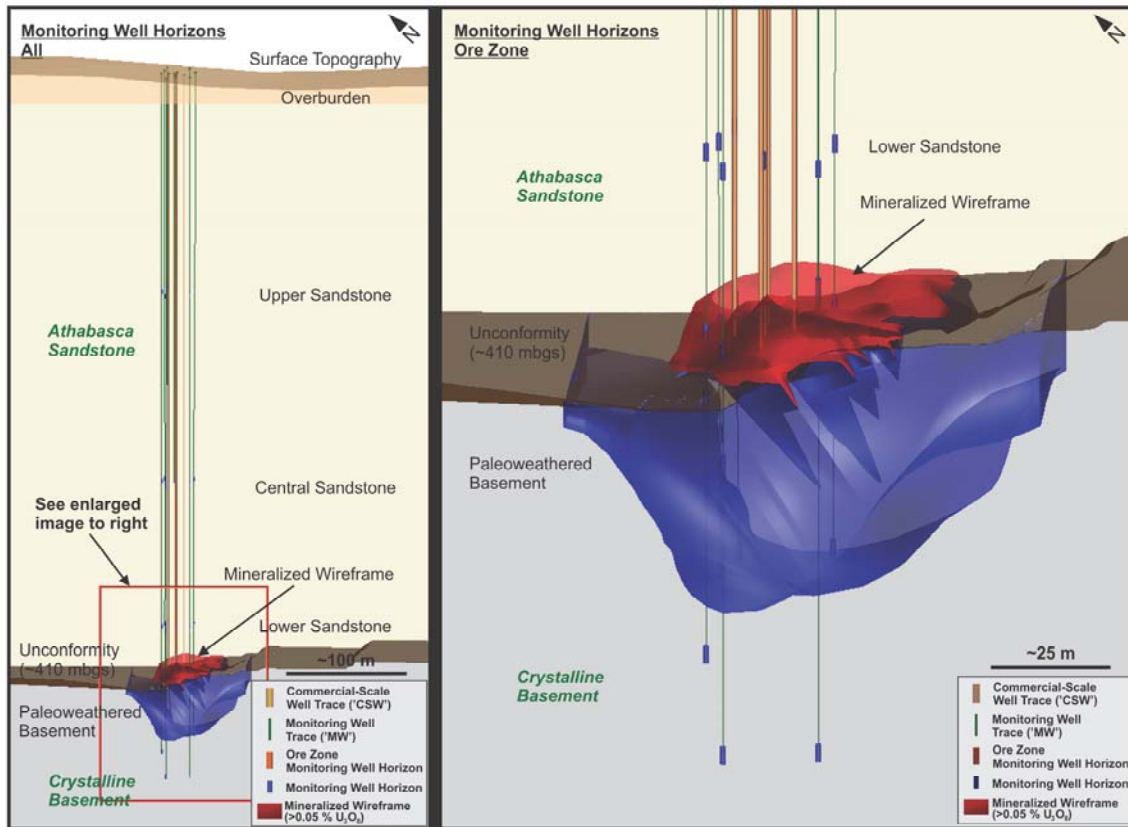 Monitoring Well Horizons
All
N
Surface Topography
Overburden
Athabasca
Sandstone
Upper Sandstone
Central Sandstone
See enlarged
image to right
Mineralized Wireframe
Lower Sandstone
Unconformity
(~410 mbgs)
~100 m
Paleoweathered
Basement
Crystalline
Basement
Commercial-Scale
Well Trace ('CSW')
Monitoring Well
Trace ('MW')
Ore Zone
Monitoring Well Horizon
Monitoring Well Horizon
Mineralized Wireframe
(>0.05 % U₃O₈)
Monitoring Well Horizons
Ore Zone
N
Lower Sandstone
Athabasca
Sandstone
Mineralized Wireframe
Unconformity
(~410 mbgs)
Paleoweathered
Basement
Crystalline
Basement
~25 m
Commercial-Scale
Well Trace ('CSW')
Monitoring Well
Trace ('MW')
Ore Zone
Monitoring Well Horizon
Monitoring Well Horizon
Mineralized Wireframe
(>0.05 % U₃O₈)